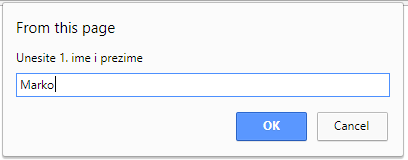 From this page
Unesite 1. ime i prezime
Marko
OK
Cancel